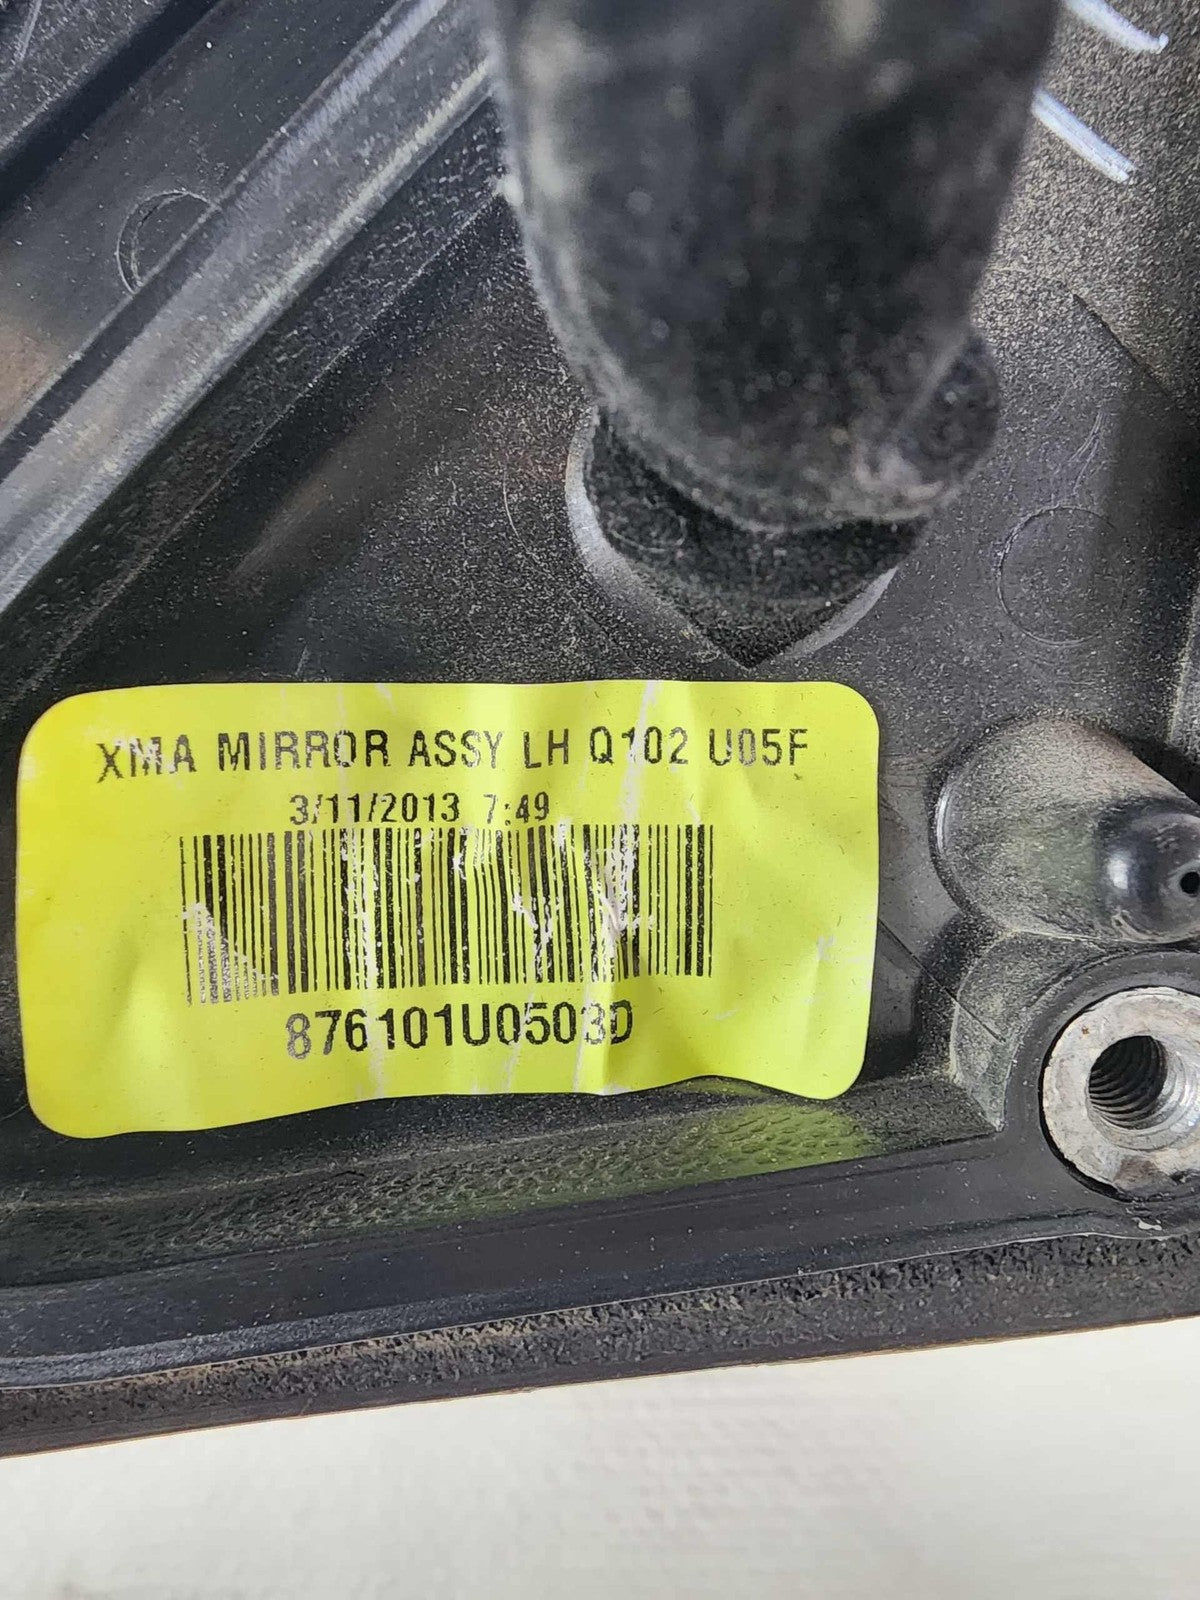 XMA MIRROR ASSY LH Q102 U05F
3/11/2013 7:49
876101U0503D